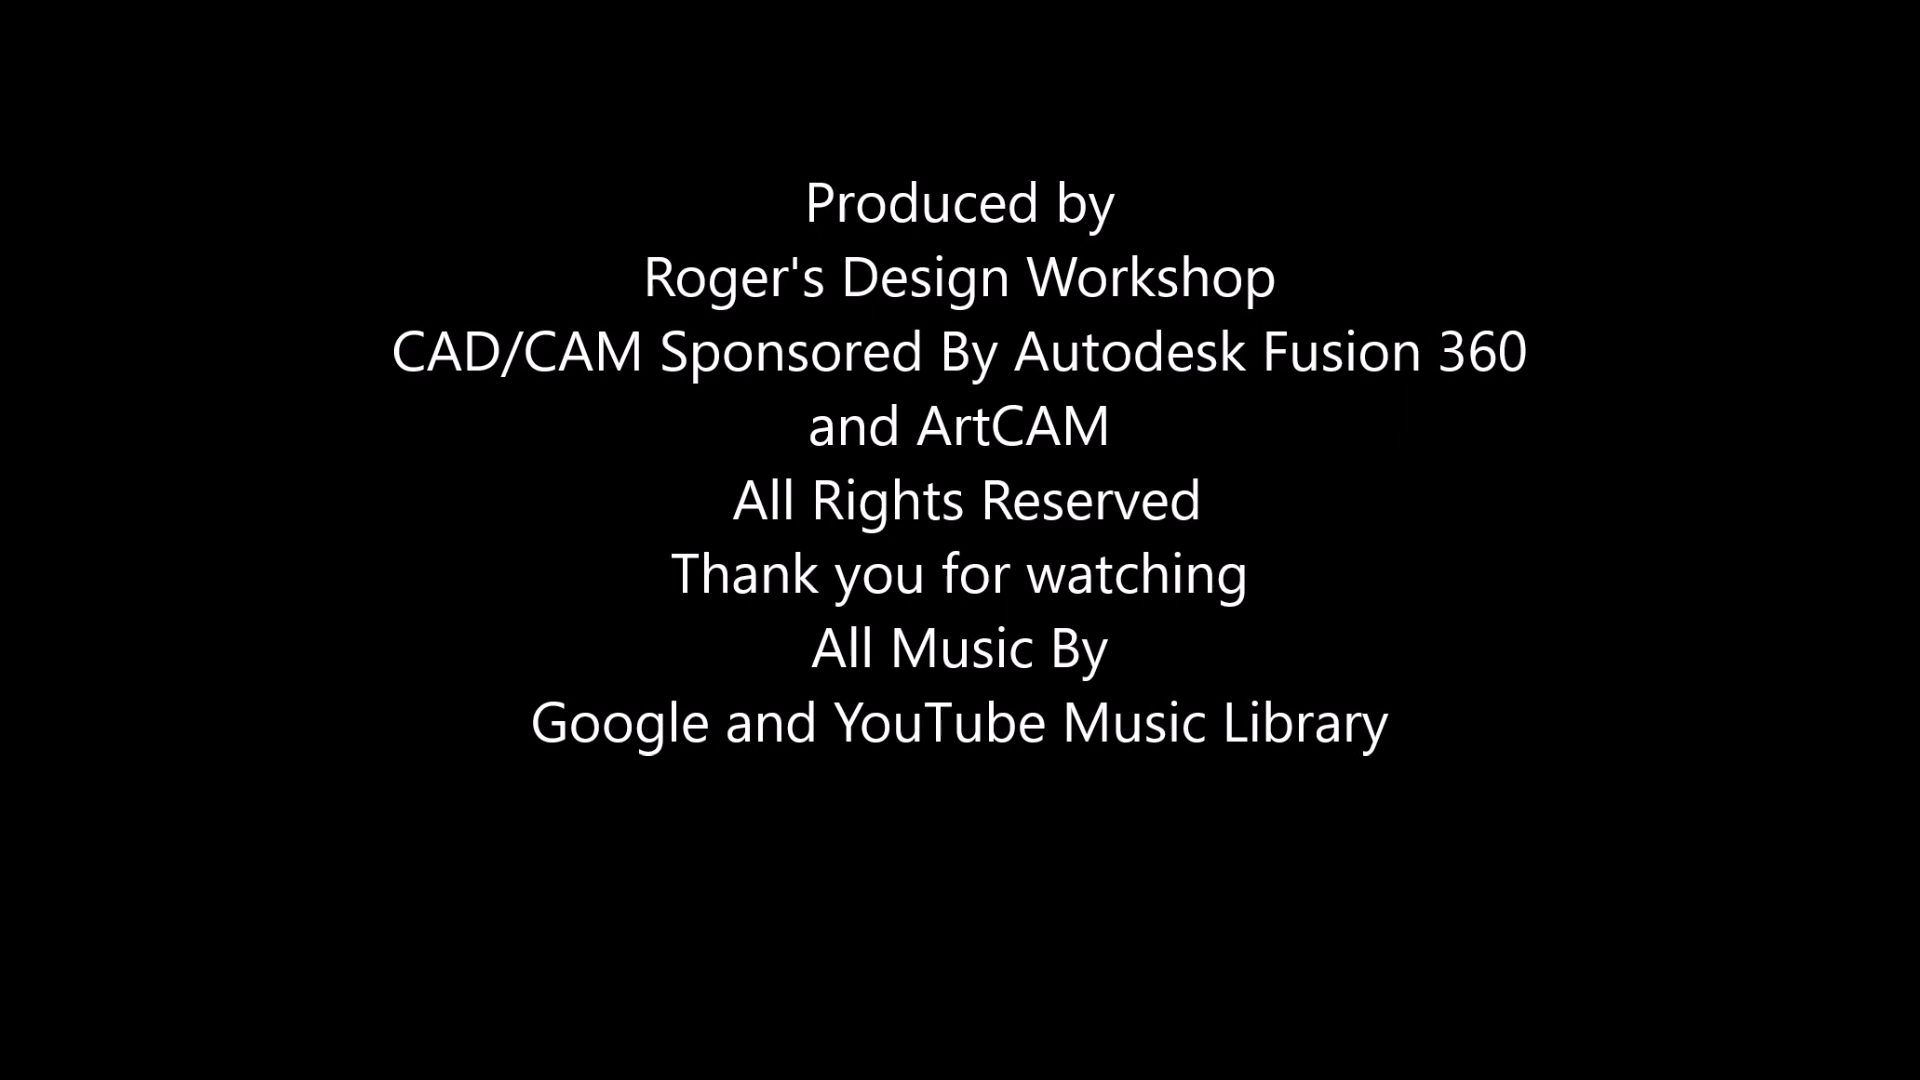 Produced by
Roger's Design Workshop
CAD/CAM Sponsored By Autodesk Fusion 360
and ArtCAM
All Rights Reserved
Thank you for watching
All Music By
Google and YouTube Music Library